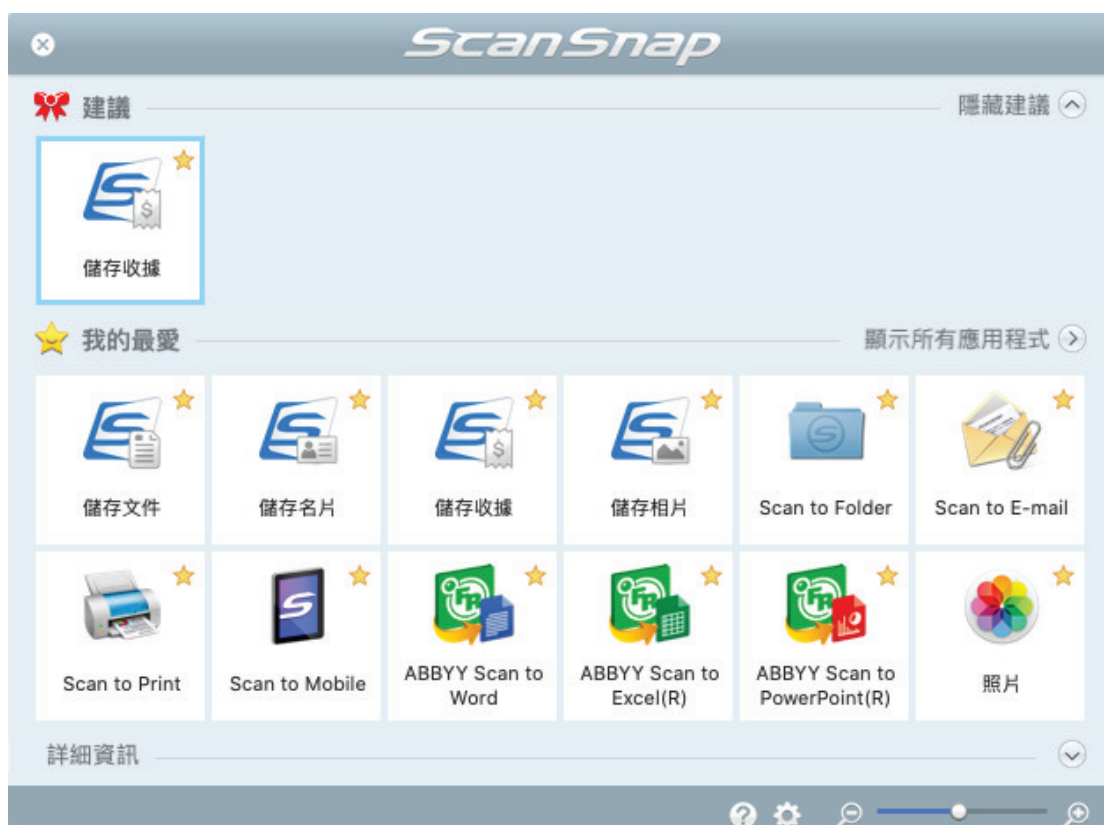 ScanSnap
建議
隱藏建議
儲存收據
我的最愛
顯示所有應用程式
儲存文件
儲存名片
儲存收據
儲存相片
Scan to Folder
Scan to E-mail
Scan to Print
Scan to Mobile
ABBYY Scan to
Word
ABBYY Scan to
Excel(R)
ABBYY Scan to
PowerPoint(R)
照片
詳細資訊